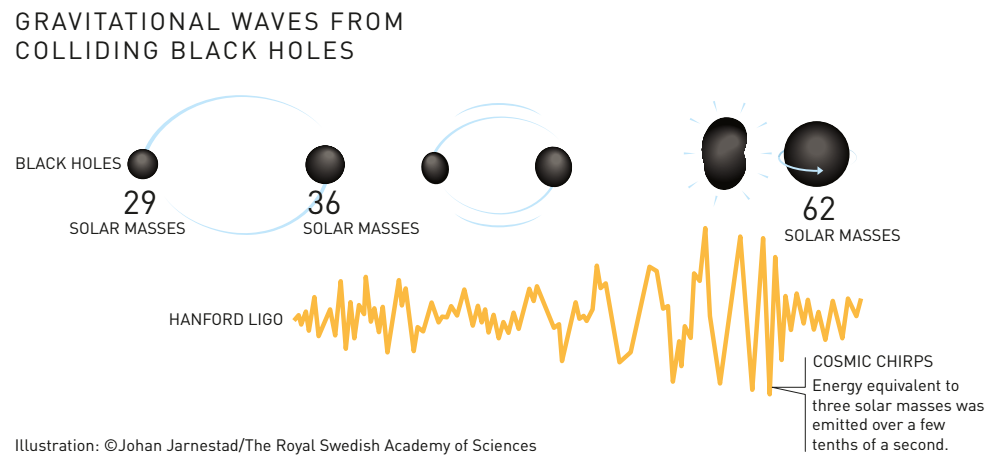 GRAVITATIONAL WAVES FROM
COLLIDING BLACK HOLES
BLACK HOLES
29
SOLAR MASSES
36
SOLAR MASSES
62
SOLAR MASSES
HANFORD LIGO
COSMIC CHIRPS
Energy equivalent to
three solar masses was
emitted over a few
tenths of a second.
Illustration: ©Johan Jarnestad/The Royal Swedish Academy of Sciences